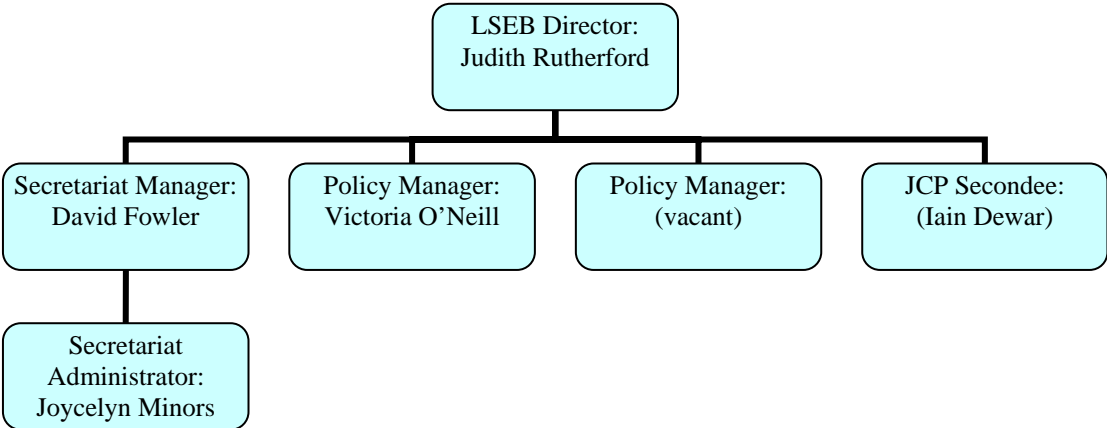 LSEB Director:
Judith Rutherford
Secretariat Manager:
David Fowler
Policy Manager:
Victoria O’Neill
Policy Manager:
(vacant)
JCP Secondee:
(Iain Dewar)
Secretariat
Administrator:
Joycelyn Minors